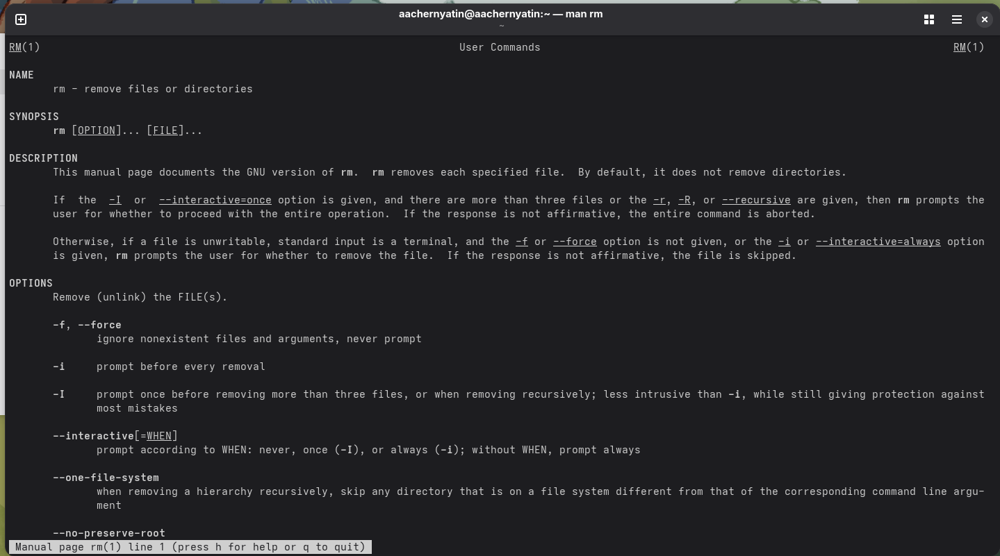 aachernyatin@aachernyatin:~ — man rm
~
RM(1) User Commands RM(1)
NAME
rm - remove files or directories
SYNOPSIS
rm [OPTION]... [FILE]...
DESCRIPTION
This manual page documents the GNU version of rm.  rm removes each specified file.  By default, it does not remove directories.
If  the  -I  or  --interactive=once option is given, and there are more than three files or the -r, -R, or --recursive are given, then rm prompts the
user for whether to proceed with the entire operation.  If the response is not affirmative, the entire command is aborted.
Otherwise, if a file is unwritable, standard input is a terminal, and the -f or --force option is not given, or the -i or --interactive=always option
is given, rm prompts the user for whether to remove the file.  If the response is not affirmative, the file is skipped.
OPTIONS
Remove (unlink) the FILE(s).
-f, --force
ignore nonexistent files and arguments, never prompt
-i     prompt before every removal
-I     prompt once before removing more than three files, or when removing recursively; less intrusive than -i, while still giving protection against
most mistakes
--interactive[=WHEN]
prompt according to WHEN: never, once (-I), or always (-i); without WHEN, prompt always
--one-file-system
when removing a hierarchy recursively, skip any directory that is on a file system different from that of the corresponding command line argu-
ment
--no-preserve-root
Manual page rm(1) line 1 (press h for help or q to quit)